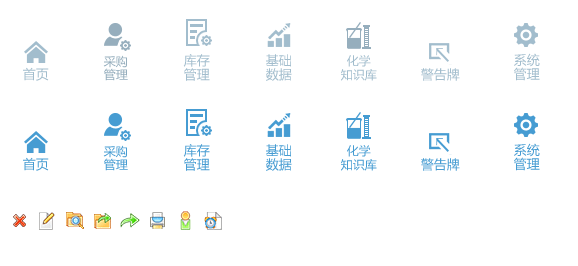 首页
采购
管理
库存
管理
基础
数据
化学
知识库
警告牌
系统
管理
首页
采购
管理
库存
管理
基础
数据
化学
知识库
警告牌
系统
管理